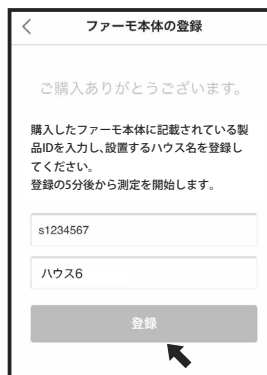 ファーモ本体の登録
ご購入ありがとうございます。
購入したファーモ本体に記載されている製
品IDを入力し、設置するハウス名を登録し
てください。
登録の5分後から測定を開始します。
s1234567
ハウス6
登録